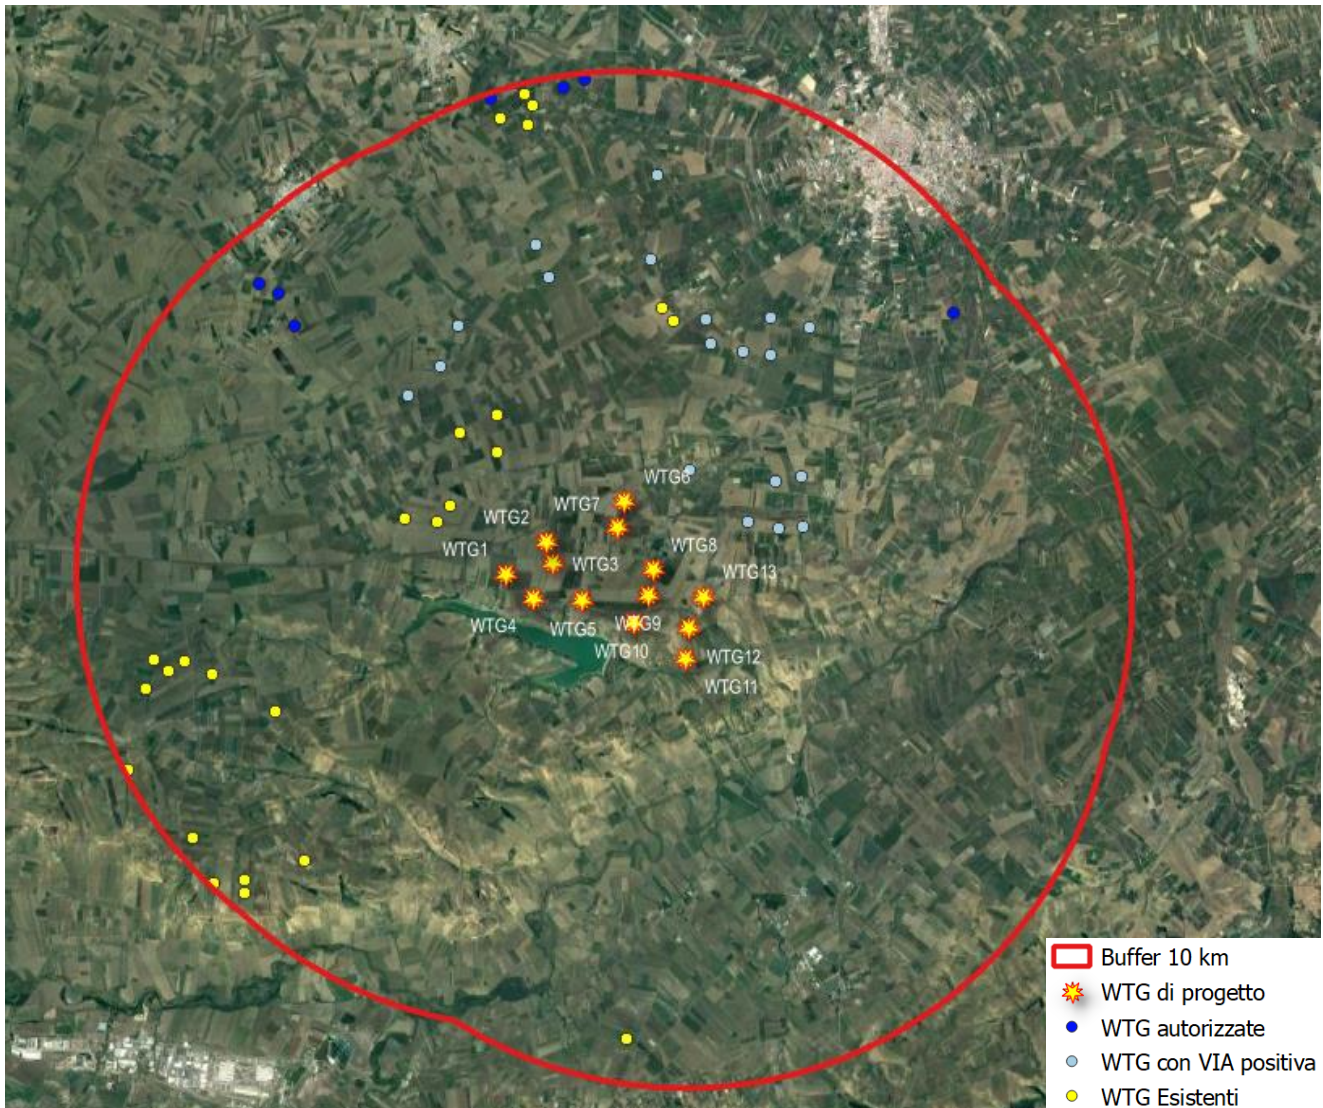 WTG6
WTG7
WTG2
WTG8
WTG1
WTG3
WTG13
WTG4
WTG5
WTG9
WTG10
WTG12
WTG11
Buffer 10 km
WTG di progetto
WTG autorizzate
WTG con VIA positiva
WTG Esistenti